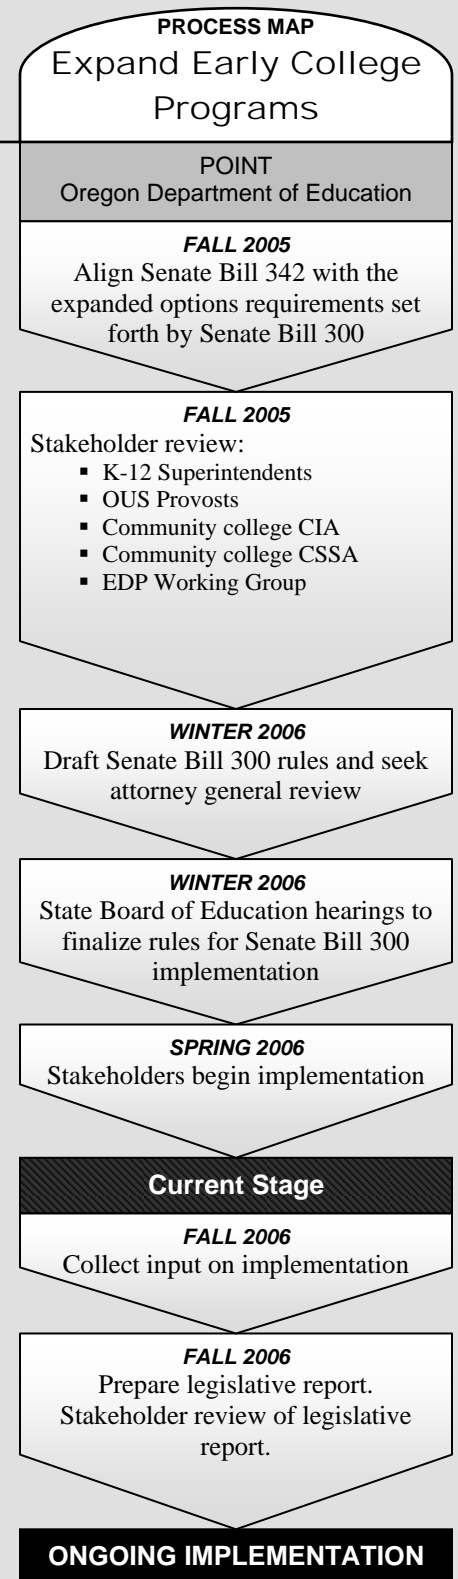 PROCESS MAP
Expand Early College
Programs
POINT
Oregon Department of Education
FALL 2005
Align Senate Bill 342 with the
expanded options requirements set
forth by Senate Bill 300
FALL 2005
Stakeholder review:
▪ K-12 Superintendents
▪ OUS Provosts
▪ Community college CIA
▪ Community college CSSA
▪ EDP Working Group
WINTER 2006
Draft Senate Bill 300 rules and seek
attorney general review
WINTER 2006
State Board of Education hearings to
finalize rules for Senate Bill 300
implementation
SPRING 2006
Stakeholders begin implementation
Current Stage
FALL 2006
Collect input on implementation
FALL 2006
Prepare legislative report.
Stakeholder review of legislative
report.
ONGOING IMPLEMENTATION